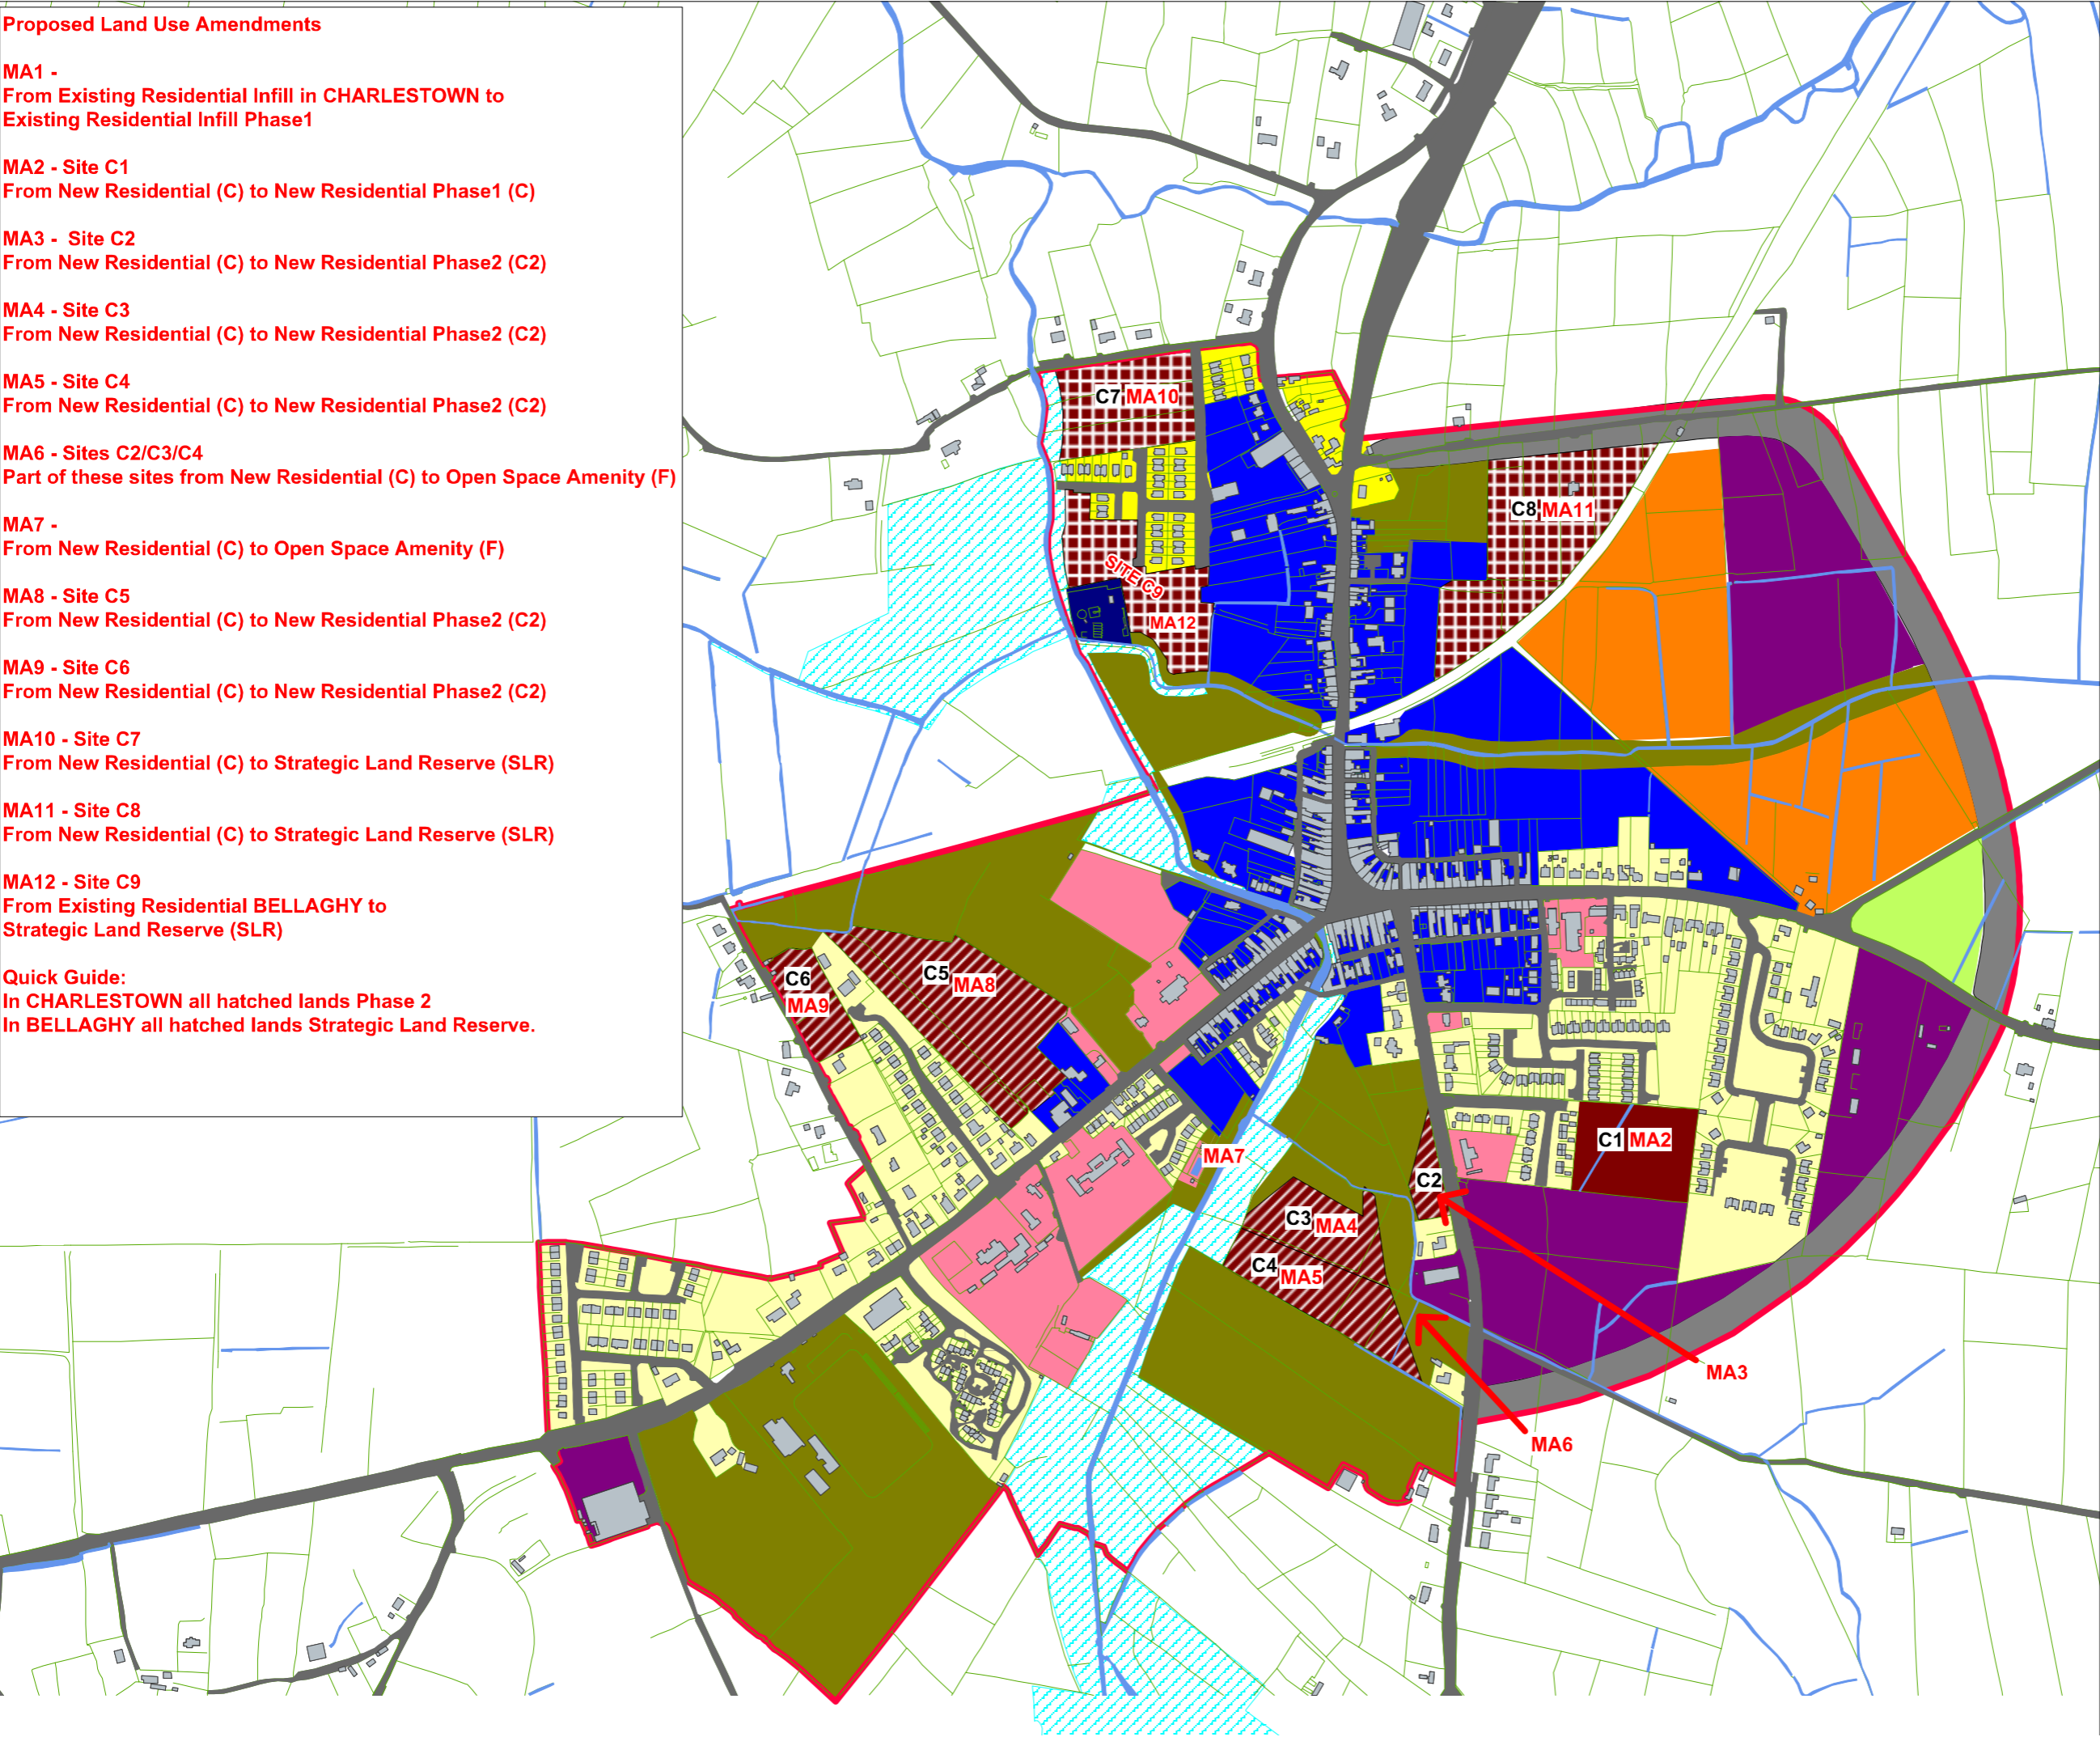 Proposed Land Use Amendments
MA1 -
From Existing Residential Infill in CHARLESTOWN to
Existing Residential Infill Phase1
MA2 - Site C1
From New Residential (C) to New Residential Phase1 (C)
MA3 - Site C2
From New Residential (C) to New Residential Phase2 (C2)
MA4 - Site C3
From New Residential (C) to New Residential Phase2 (C2)
MA5 - Site C4
From New Residential (C) to New Residential Phase2 (C2)
MA6 - Sites C2/C3/C4
Part of these sites from New Residential (C) to Open Space Amenity (F)
MA7 -
From New Residential (C) to Open Space Amenity (F)
MA8 - Site C5
From New Residential (C) to New Residential Phase2 (C2)
MA9 - Site C6
From New Residential (C) to New Residential Phase2 (C2)
MA10 - Site C7
From New Residential (C) to Strategic Land Reserve (SLR)
MA11 - Site C8
From New Residential (C) to Strategic Land Reserve (SLR)
MA12 - Site C9
From Existing Residential BELLAGHY to
Strategic Land Reserve (SLR)
Quick Guide:
In CHARLESTOWN all hatched lands Phase 2
In BELLAGHY all hatched lands Strategic Land Reserve.
C7 MA10
C8 MA11
SITE C9
MA12
C6
MA9
C5
MA8
C1 MA2
MA7
C2
C3
MA4
C4
MA5
MA3
MA6